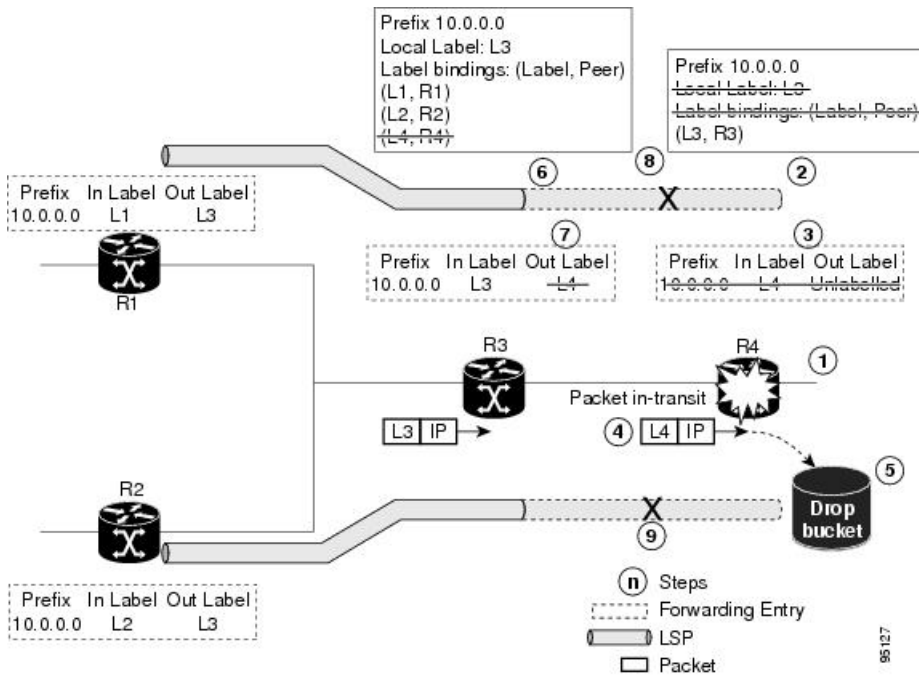 Prefix 10.0.0.0
Local Label: L3
Label bindings: (Label, Peer)
(L1, R1)
(L2, R2)
(L4, R4)
Prefix 10.0.0.0
Local Label: L3
Label bindings: (Label, Peer)
(L3, R3)
6
8
2
Prefix In Label Out Label
10.0.0.0 L1 L3
R1
7
Prefix In Label Out Label
10.0.0.0 L3 L4
3
Prefix In Label Out Label
10.0.0.0 L4 Unlabelled
R3
R4
1
Packet in-transit
L3 IP
4
L4 IP
5
Drop
bucket
R2
9
Prefix In Label Out Label
10.0.0.0 L2 L3
n Steps
Forwarding Entry
LSP
Packet
95127